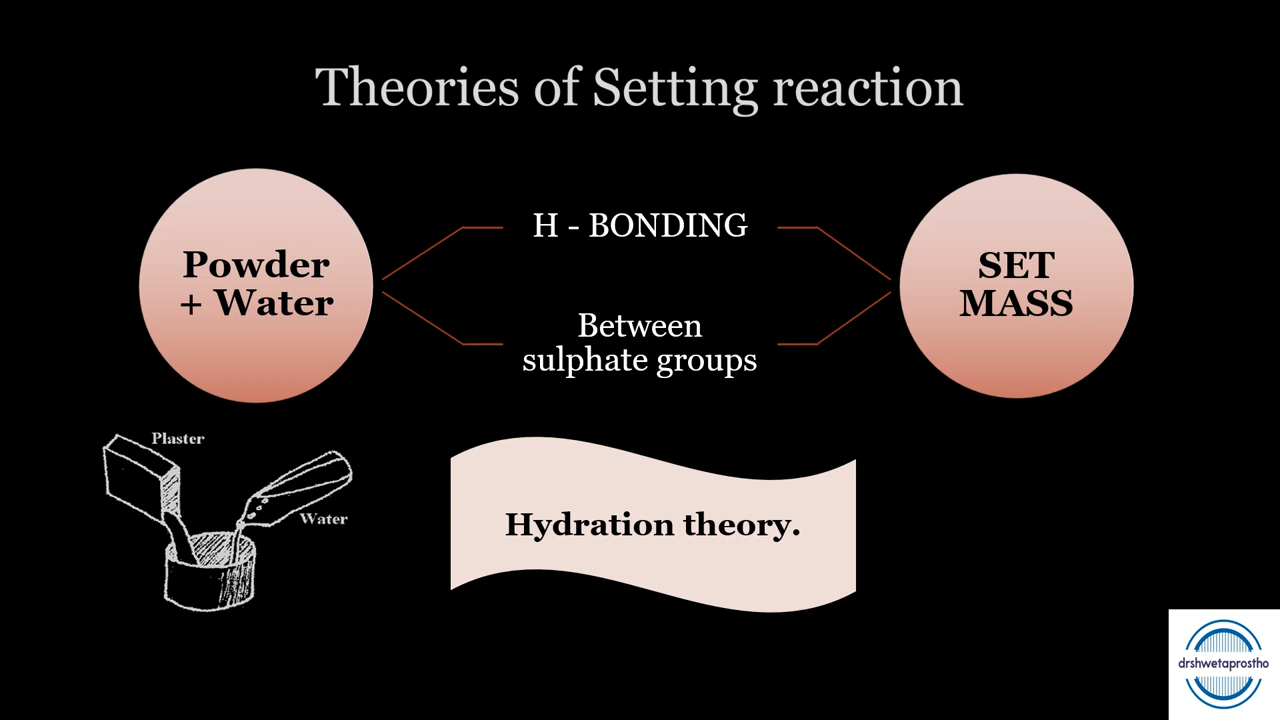 Theories of Setting reaction
Powder
+ Water
H - BONDING
Between
sulphate groups
SET
MASS
Plaster
Water
Hydration theory.
drshwetaprostho